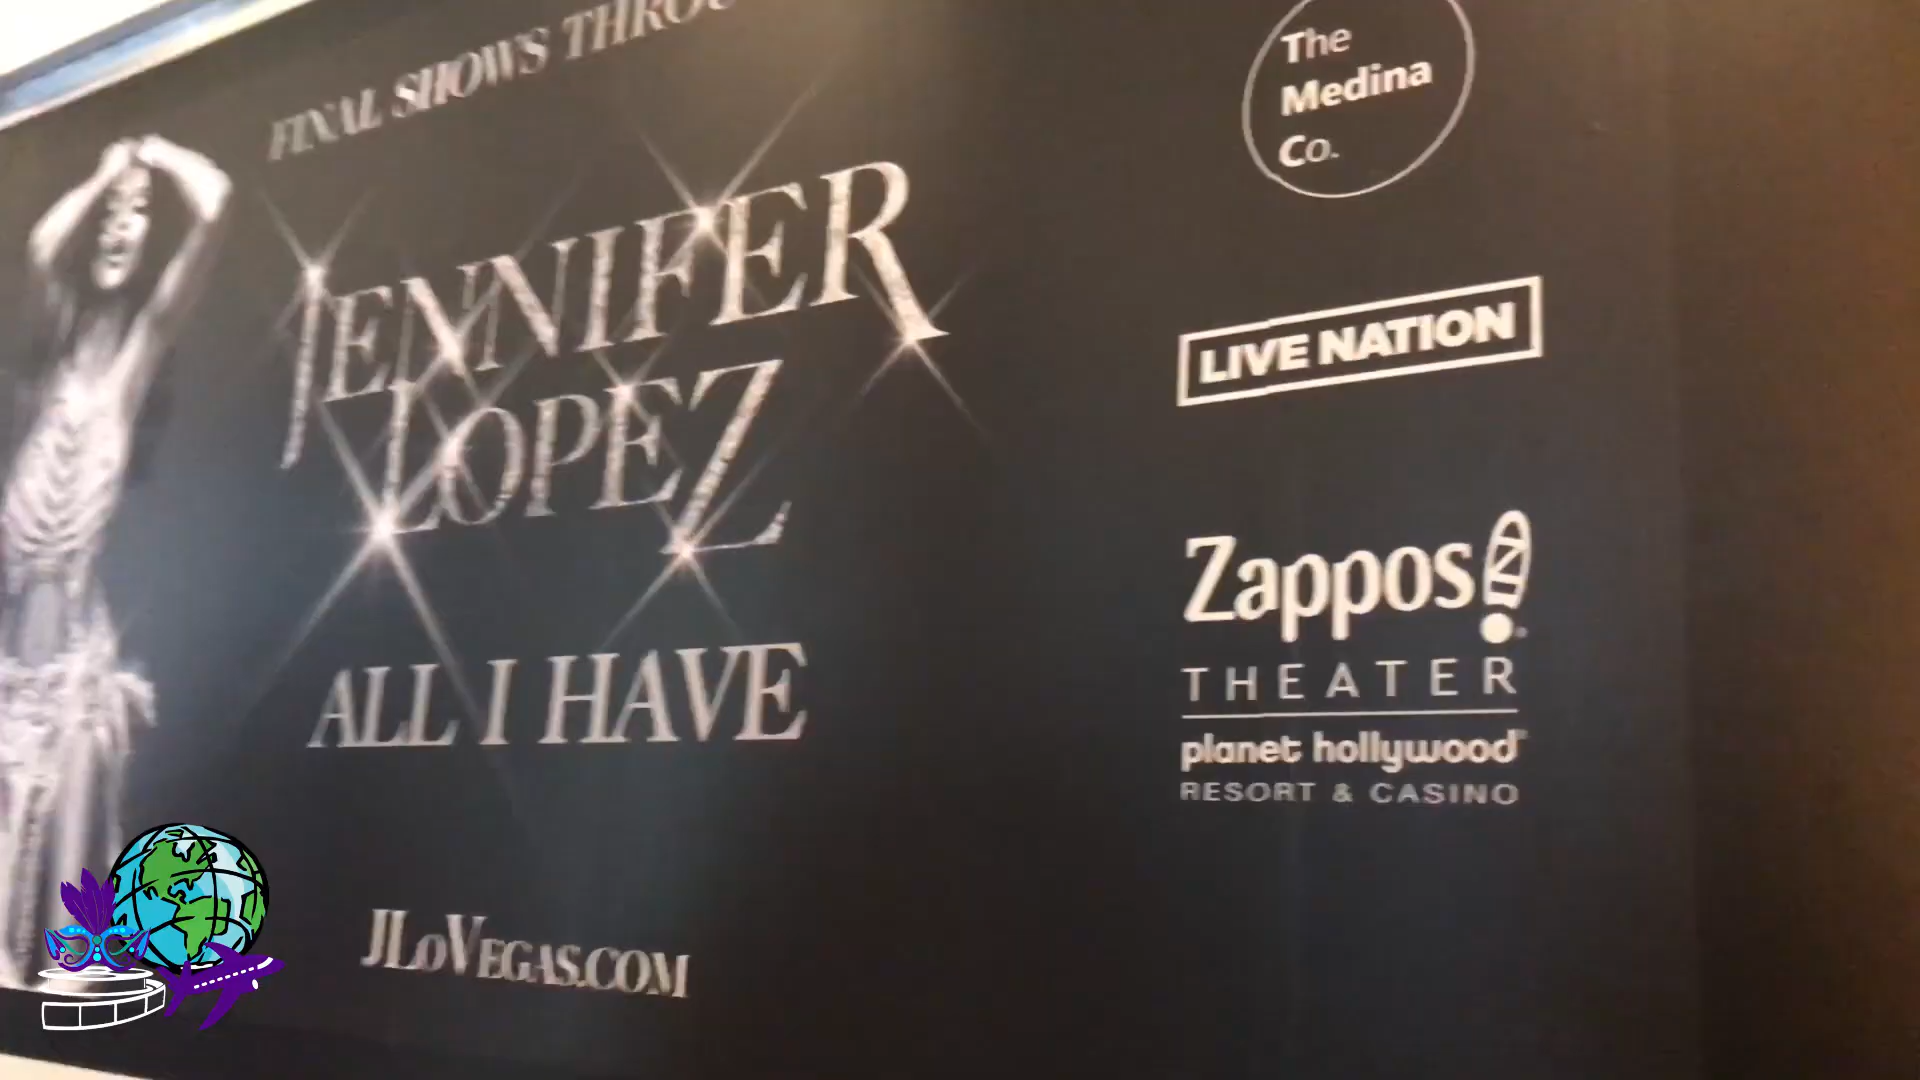 FINAL SHOWS
JENNIFER
LOPEZ
ALL I HAVE
JLOVEGAS.COM
The
Medina
Co.
LIVE NATION
Zappos
THEATER
planet hollywood
RESORT & CASINO